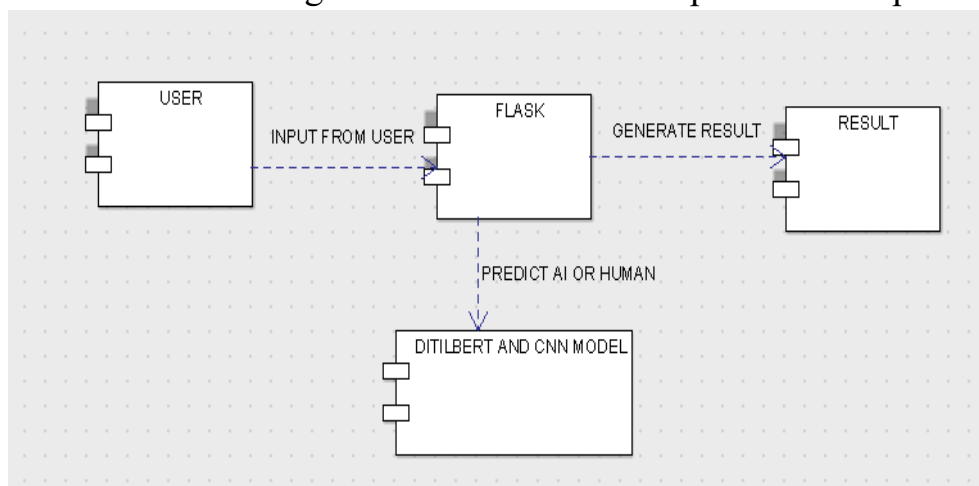 USER
FLASK
RESULT
INPUT FROM USER
GENERATE RESULT
PREDICT AI OR HUMAN
DITILBERT AND CNN MODEL